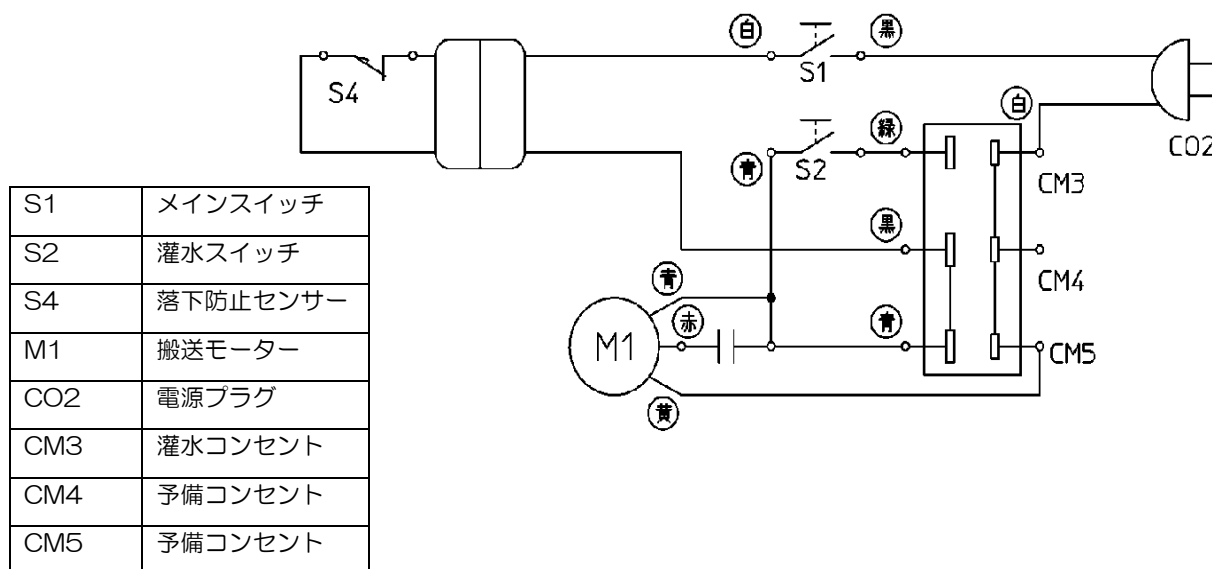 白
黒
S4
S1
白
CO2
緑
青
S2
CM3
黒
CM4
青
赤
青
M1
CM5
黄
S1 メインスイッチ
S2 灌水スイッチ
S4 落下防止センサー
M1 搬送モーター
CO2 電源プラグ
CM3 灌水コンセント
CM4 予備コンセント
CM5 予備コンセント